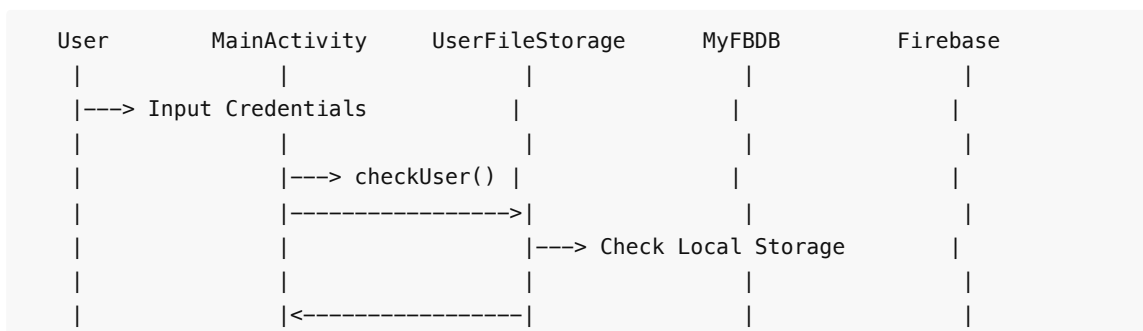 User        MainActivity     UserFileStorage      MyFBDB            Firebase
 |               |                  |                |                |
 |---> Input Credentials           |                |                |
 |               |                  |                |                |
 |               |---> checkUser() |                |                |
 |               |----------------->|                |                |
 |               |                  |---> Check Local Storage        |
 |               |                  |                |                |
 |               |<-----------------|                |                |